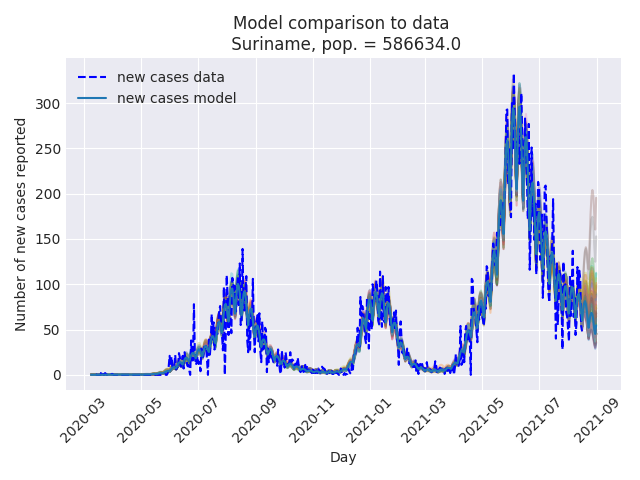 Model comparison to data
Suriname, pop. = 586634.0
new cases data
new cases model
Number of new cases reported
300
250
200
150
100
50
0
2020-03
2020-05
2020-07
2020-09
2020-11
2021-01
2021-03
2021-05
2021-07
2021-09
Day